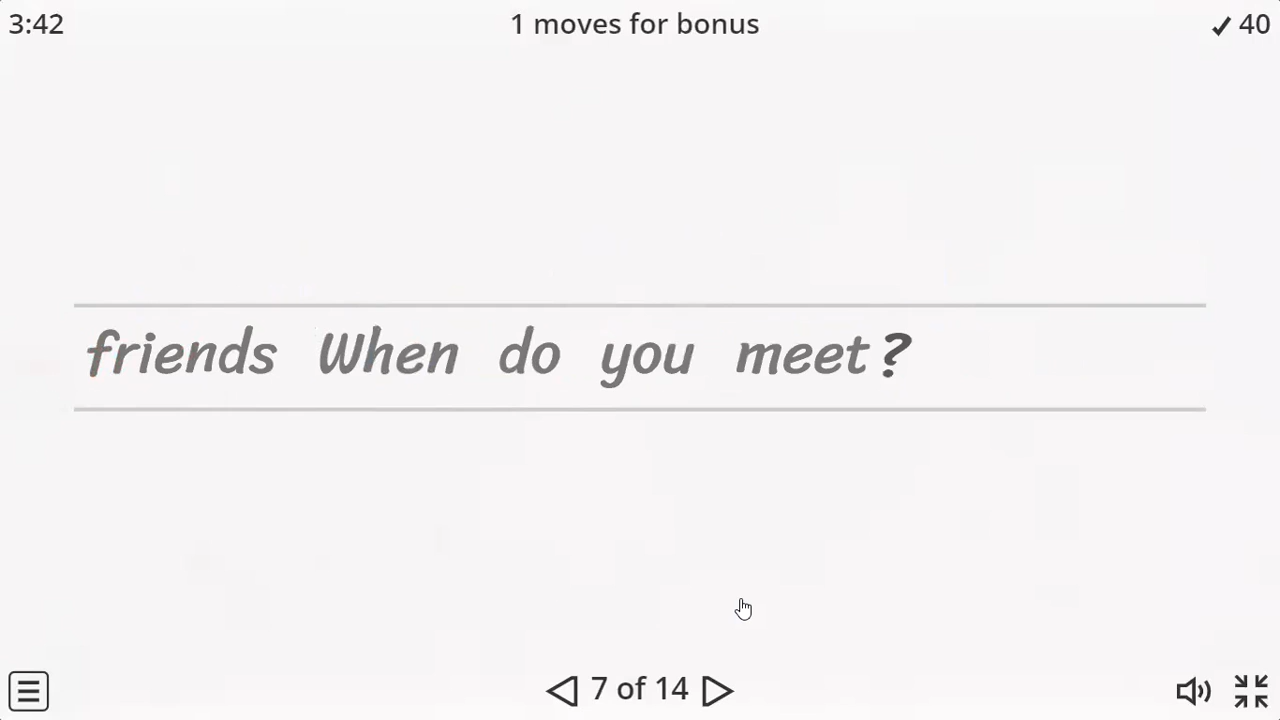 3:42 1 moves for bonus ✓ 40
friends When do you meet?
7 of 14